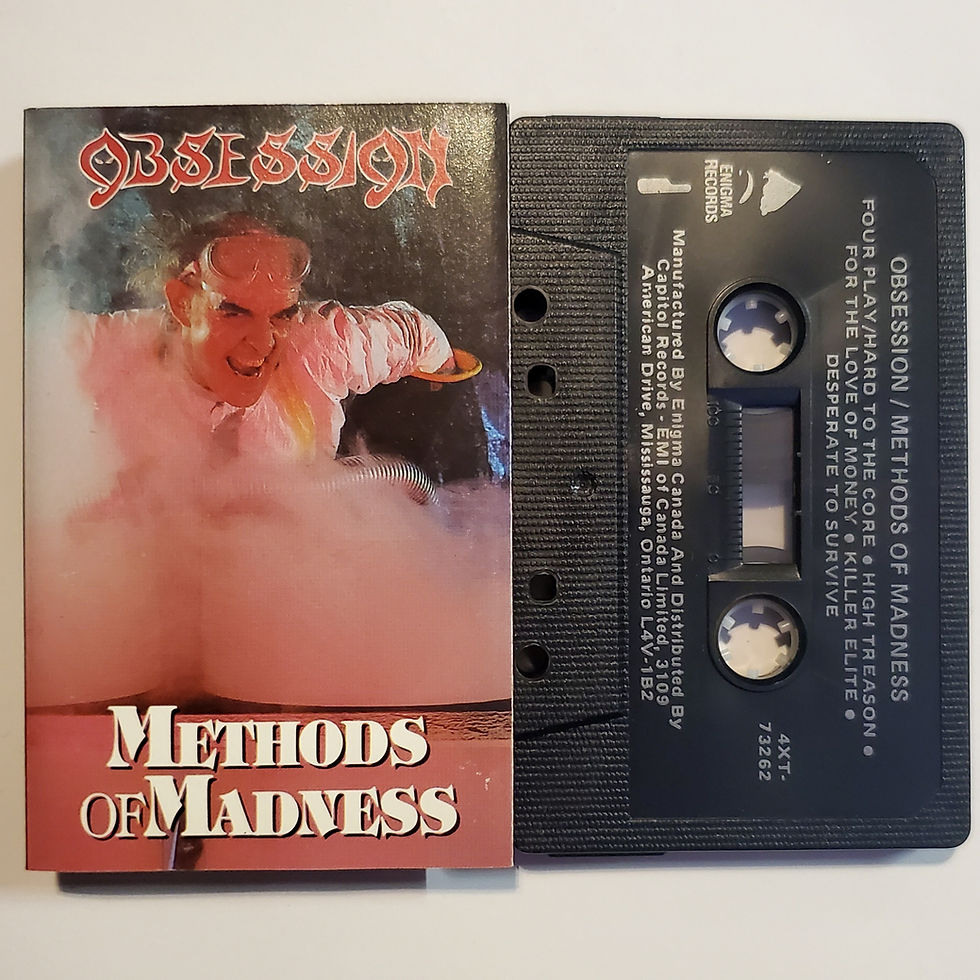 OBSESSION
METHODS
OF MADNESS
OBSESSION / METHODS OF MADNESS
FOUR PLAY/HARD TO THE CORE ● HIGH TREASON ●
FOR THE LOVE OF MONEY ● KILLER ELITE ●
DESPERATE TO SURVIVE
ENIGMA
RECORDS
4XT-
73262
Manufactured By Enigma Canada And Distributed By
Capitol Records - EMI of Canada Limited, 3109
American Drive, Mississauga, Ontario L4V-1B2